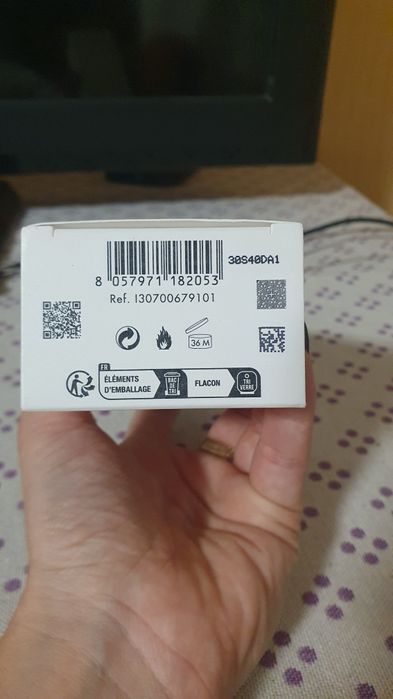 8 057971 182053
30S40DA1
Ref. I30700679101
36 M
FR
ÉLÉMENTS
D'EMBALLAGE
BAC
DE
TRI
FLACON
TRI
VERRE